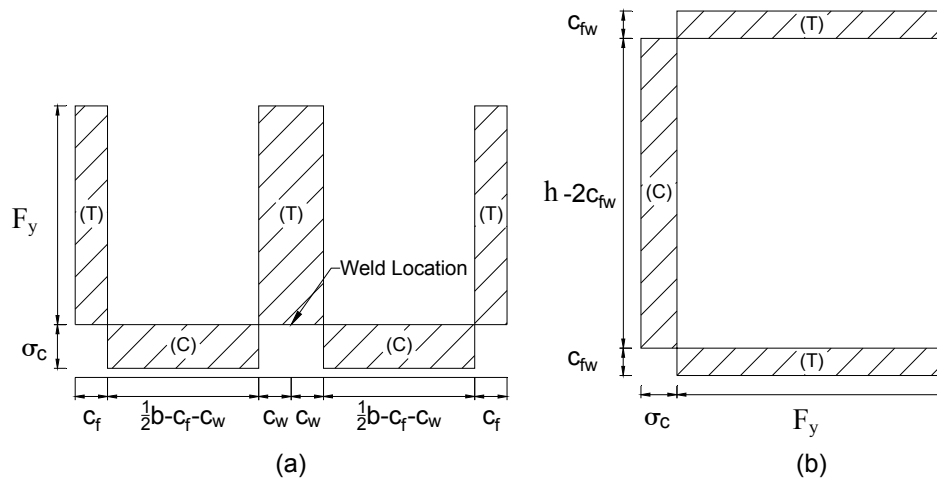 F_y
σ_c
(T)
(C)
(T)
(C)
(T)
Weld Location
c_f
½b-c_f-c_w
c_w
c_w
½b-c_f-c_w
c_f
(a)
c_fw
h-2c_fw
c_fw
(T)
(C)
(T)
σ_c
F_y
(b)